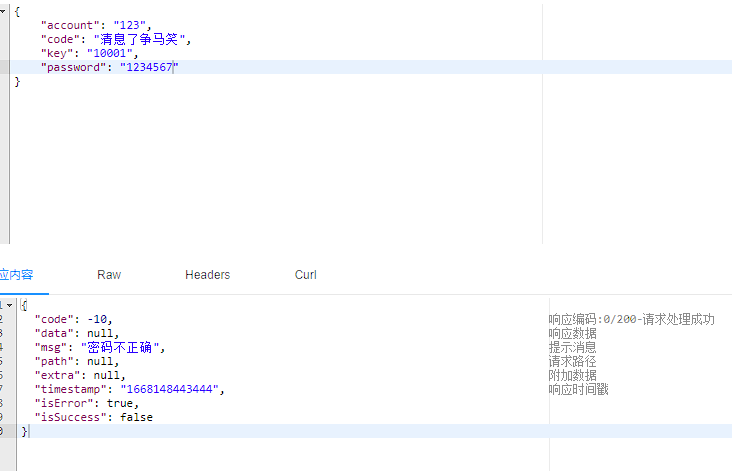 {
"account": "123",
"code": "清息了争马笑",
"key": "10001",
"password": "1234567"
}
应内容 Raw Headers Curl
1 {
2 "code": -10, 响应编码:0/200-请求处理成功
3 "data": null, 响应数据
4 "msg": "密码不正确", 提示消息
5 "path": null, 请求路径
6 "extra": null, 附加数据
7 "timestamp": "1668148443444", 响应时间戳
8 "isError": true,
9 "isSuccess": false
0 }